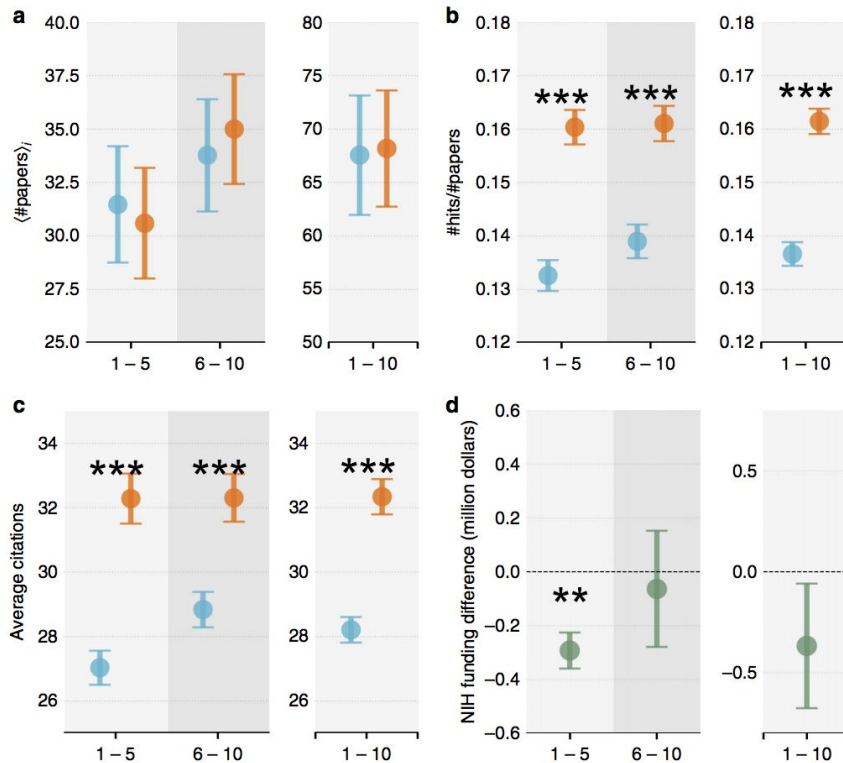 a
⟨#papers⟩i
40.0
37.5
35.0
32.5
30.0
27.5
25.0
1 – 5
6 – 10
80
75
70
65
60
55
50
1 – 10
b
#hits/#papers
0.18
0.17
0.16
0.15
0.14
0.13
0.12
***
***
1 – 5
6 – 10
0.18
0.17
0.16
0.15
0.14
0.13
0.12
***
1 – 10
c
Average citations
34
32
30
28
26
***
***
1 – 5
6 – 10
34
32
30
28
26
***
1 – 10
d
NIH funding difference (million dollars)
0.6
0.4
0.2
0.0
−0.2
−0.4
−0.6
**
1 – 5
6 – 10
0.5
0.0
−0.5
1 – 10